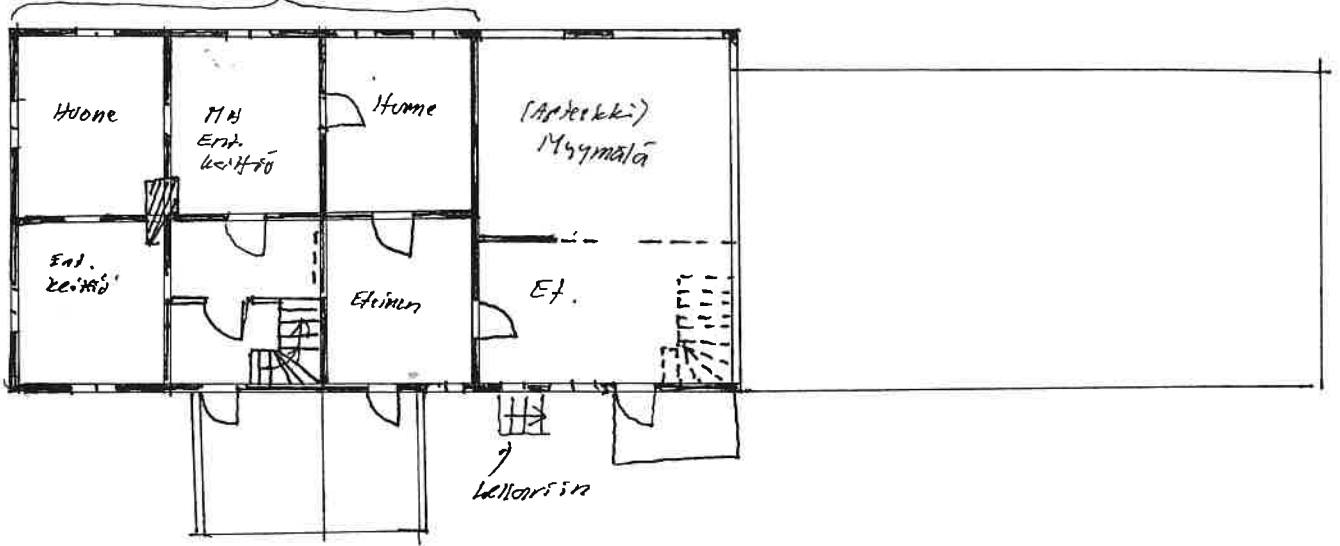 Huone
MH
Ent.
keittiö
Huone
(Apteekki)
Myymälä
Ent.
keittiö
Eteinen
Et.
kellariin